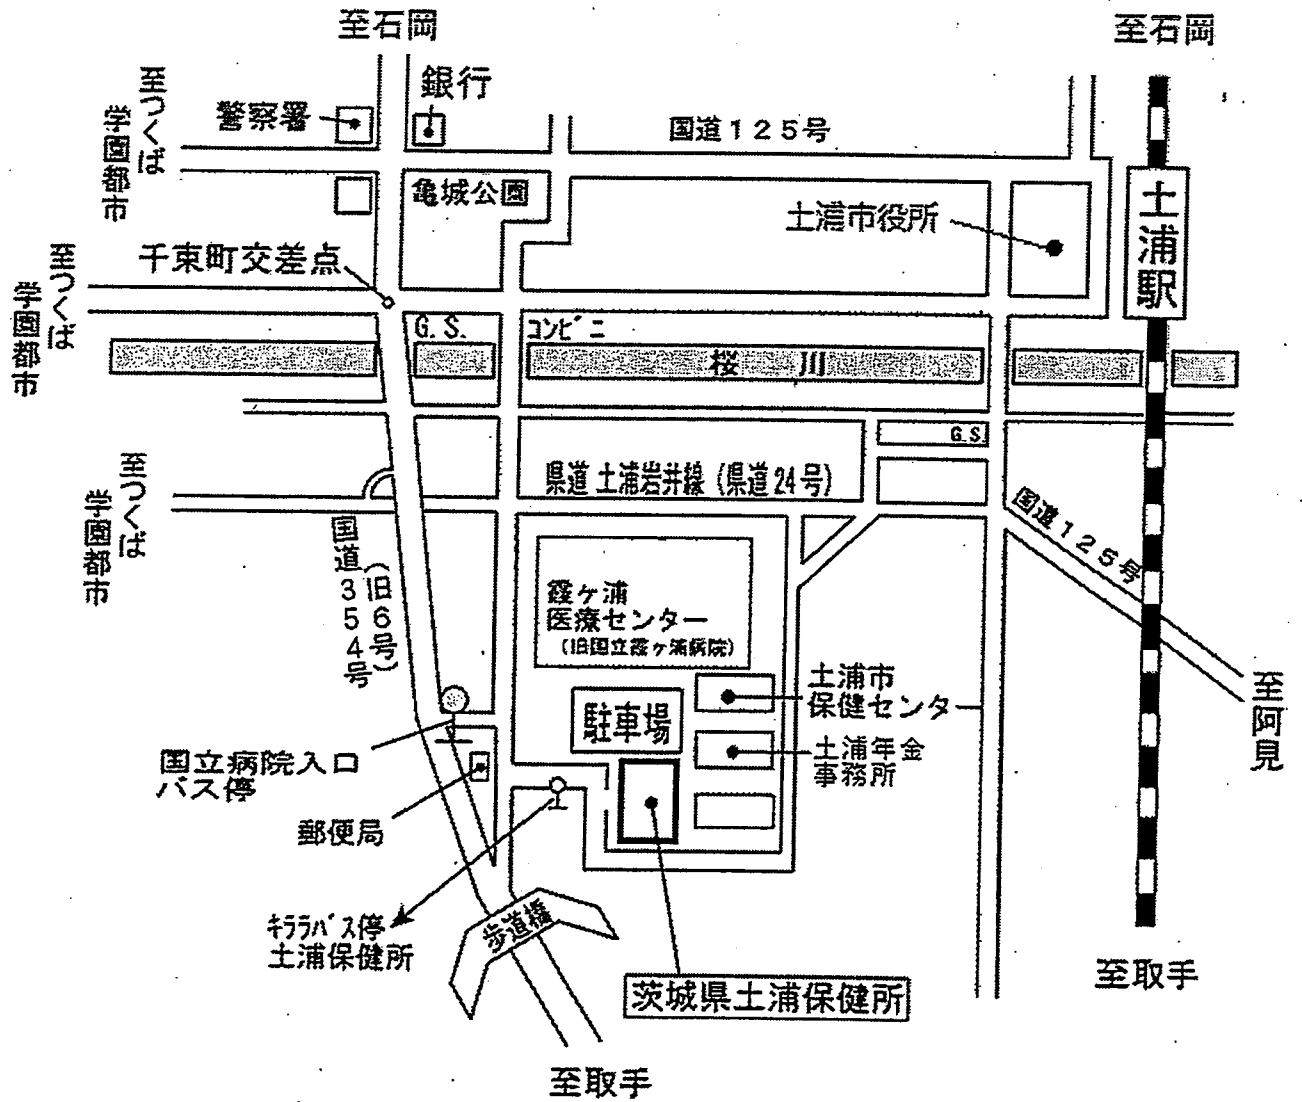 至石岡
至石岡
銀行
警察署
国道125号
至つくば
学園都市
亀城公園
土浦市役所
土浦駅
千束町交差点
至つくば
学園都市
G.S.
コンビニ
桜川
G.S.
県道 土浦岩井線 (県道24号)
至つくば
学園都市
国道125号
国道354号
(旧6号)
霞ヶ浦
医療センター
(旧国立霞ヶ浦病院)
土浦市
保健センター
至阿見
駐車場
土浦年金
事務所
国立病院入口
バス停
郵便局
キララバス停
土浦保健所
歩道橋
茨城県土浦保健所
至取手
至取手